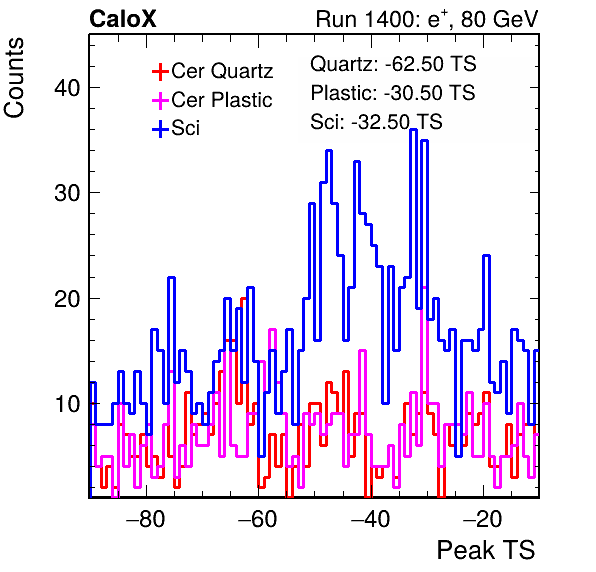 CaloX
Run 1400: e⁺, 80 GeV
Counts
Cer Quartz
Cer Plastic
Sci
Quartz: -62.50 TS
Plastic: -30.50 TS
Sci: -32.50 TS
40
30
20
10
−80 −60 −40 −20
Peak TS